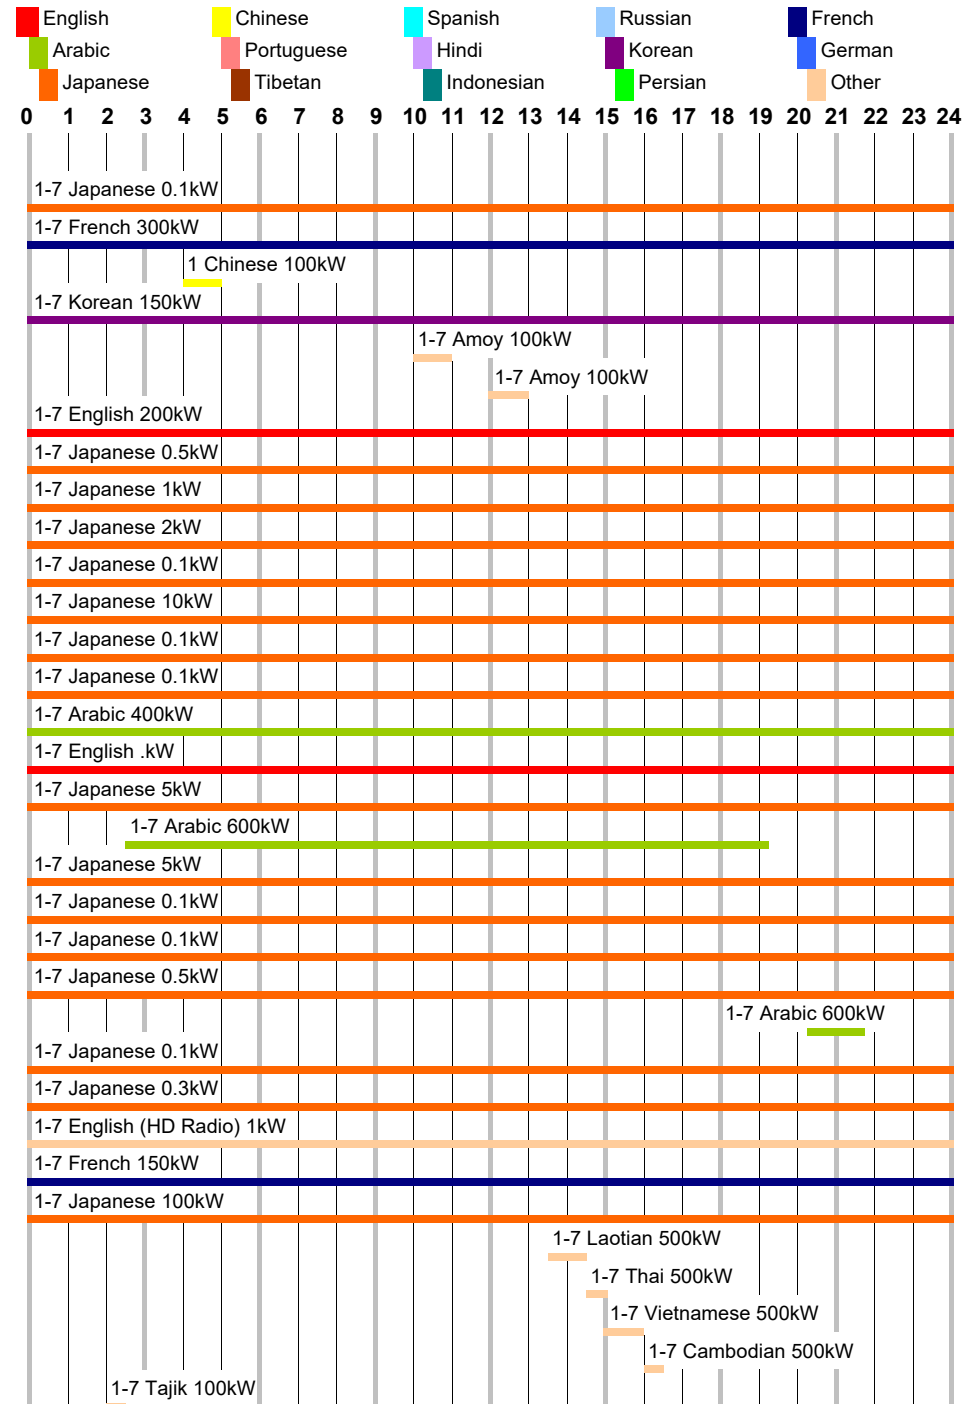 English Chinese Spanish Russian French
Arabic Portuguese Hindi Korean German
Japanese Tibetan Indonesian Persian Other
0 1 2 3 4 5 6 7 8 9 10 11 12 13 14 15 16 17 18 19 20 21 22 23 24
1-7 Japanese 0.1kW
1-7 French 300kW
1 Chinese 100kW
1-7 Korean 150kW
1-7 Amoy 100kW
1-7 Amoy 100kW
1-7 English 200kW
1-7 Japanese 0.5kW
1-7 Japanese 1kW
1-7 Japanese 2kW
1-7 Japanese 0.1kW
1-7 Japanese 10kW
1-7 Japanese 0.1kW
1-7 Japanese 0.1kW
1-7 Arabic 400kW
1-7 English .kW
1-7 Japanese 5kW
1-7 Arabic 600kW
1-7 Japanese 5kW
1-7 Japanese 0.1kW
1-7 Japanese 0.1kW
1-7 Japanese 0.5kW
1-7 Arabic 600kW
1-7 Japanese 0.1kW
1-7 Japanese 0.3kW
1-7 English (HD Radio) 1kW
1-7 French 150kW
1-7 Japanese 100kW
1-7 Laotian 500kW
1-7 Thai 500kW
1-7 Vietnamese 500kW
1-7 Cambodian 500kW
1-7 Tajik 100kW